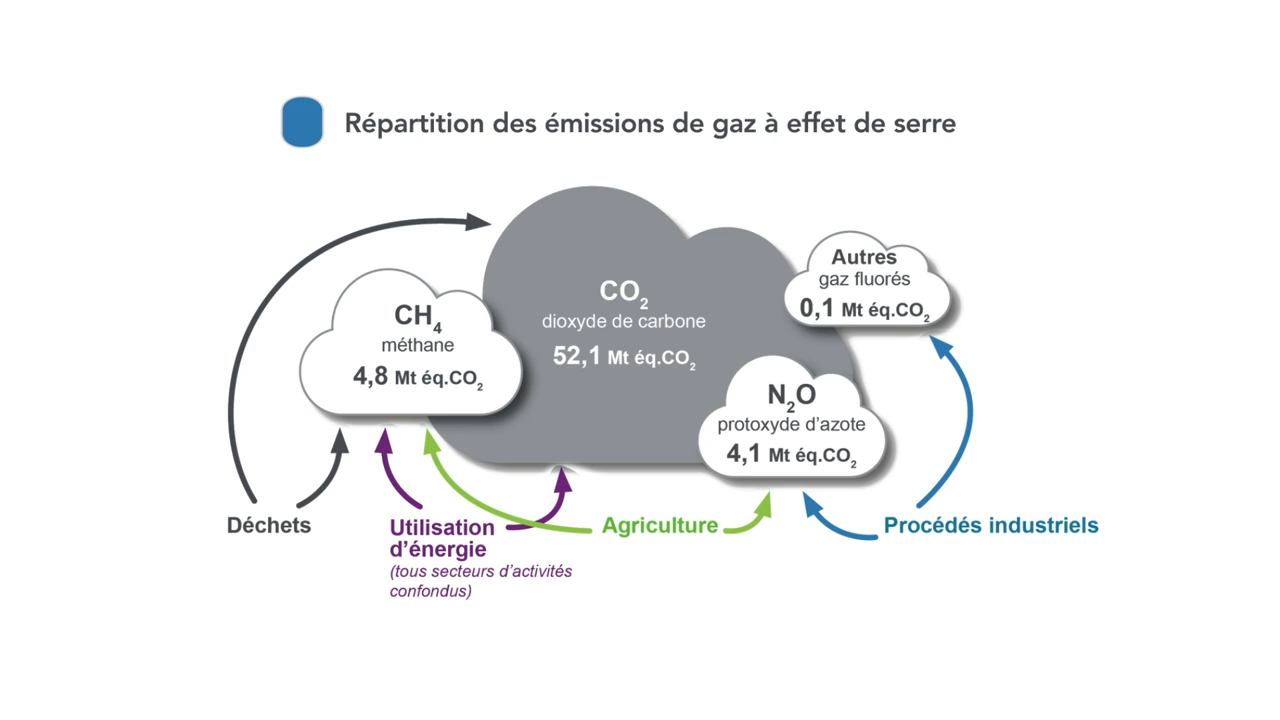 Répartition des émissions de gaz à effet de serre
CO₂
dioxyde de carbone
52,1 Mt éq.CO₂
Autres
gaz fluorés
0,1 Mt éq.CO₂
CH₄
méthane
4,8 Mt éq.CO₂
N₂O
protoxyde d'azote
4,1 Mt éq.CO₂
Déchets
Utilisation
d'énergie
(tous secteurs d'activités
confondus)
Agriculture
Procédés industriels